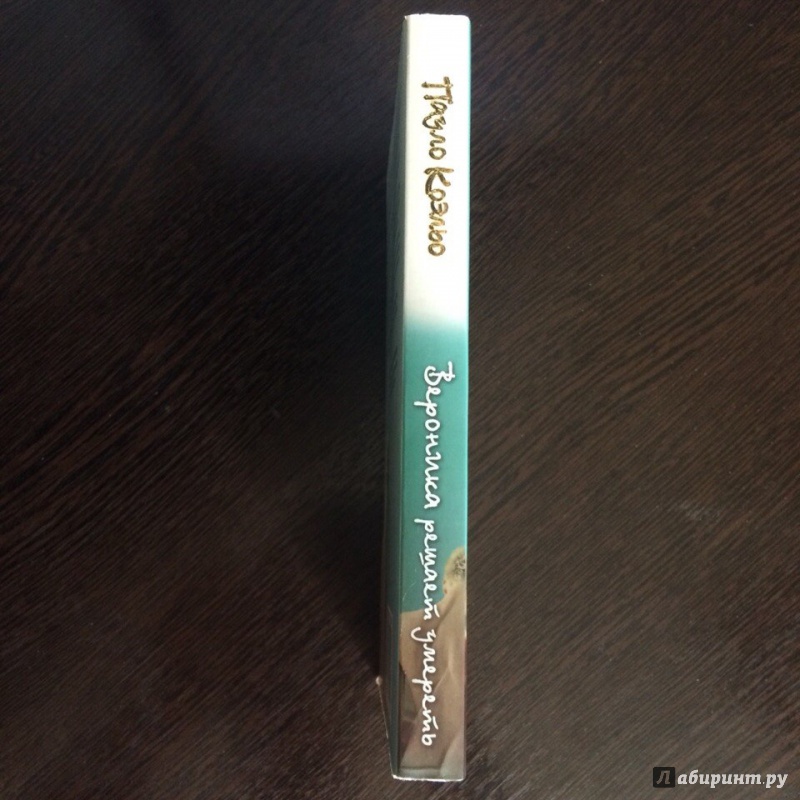 Пауло Коэльо
Вероника решает умереть
Лабиринт.ру